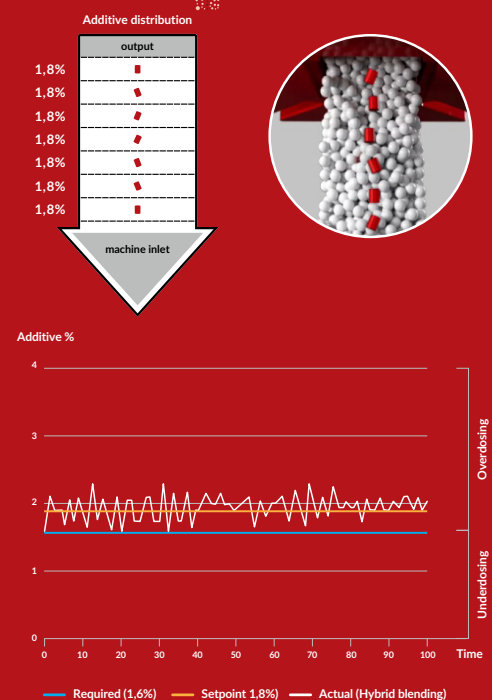 Additive distribution
output
1,8%
1,8%
1,8%
1,8%
1,8%
1,8%
1,8%
machine inlet
Additive %
4
3
2
1
0
0 10 20 30 40 50 60 70 80 90 100 Time
Overdosing
Underdosing
Required (1,6%) Setpoint 1,8%) Actual (Hybrid blending)